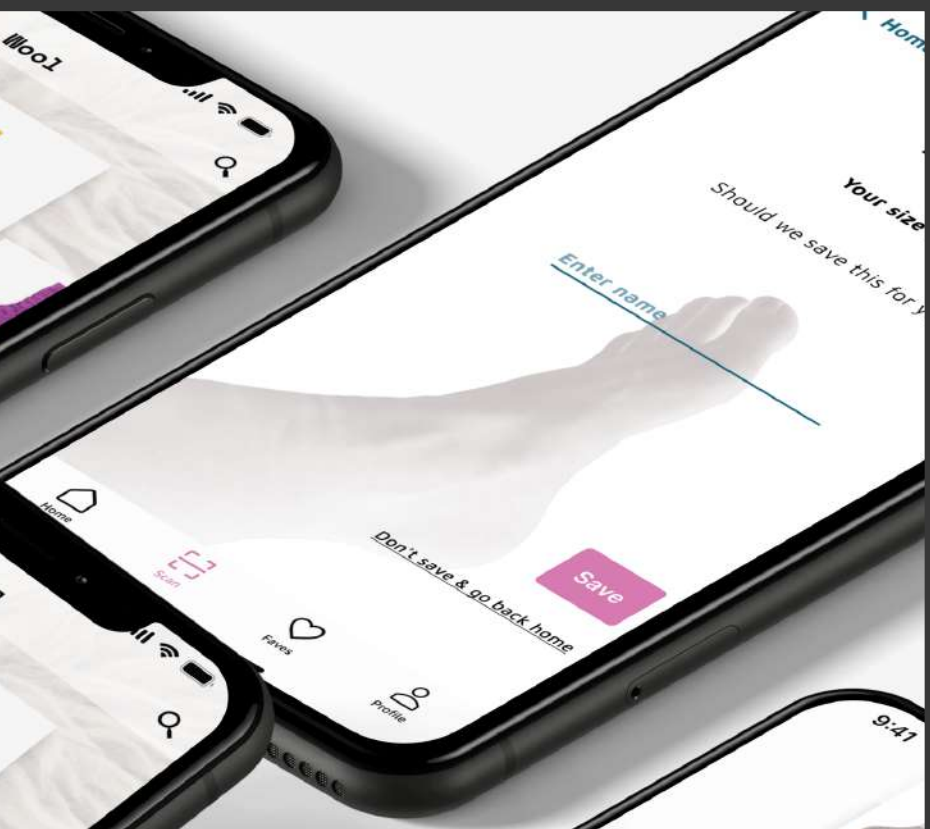 Wool
Home
Your size
Should we save this for y
Enter name
Don't save & go back home
Save
Home
Scan
Faves
Profile
9:41